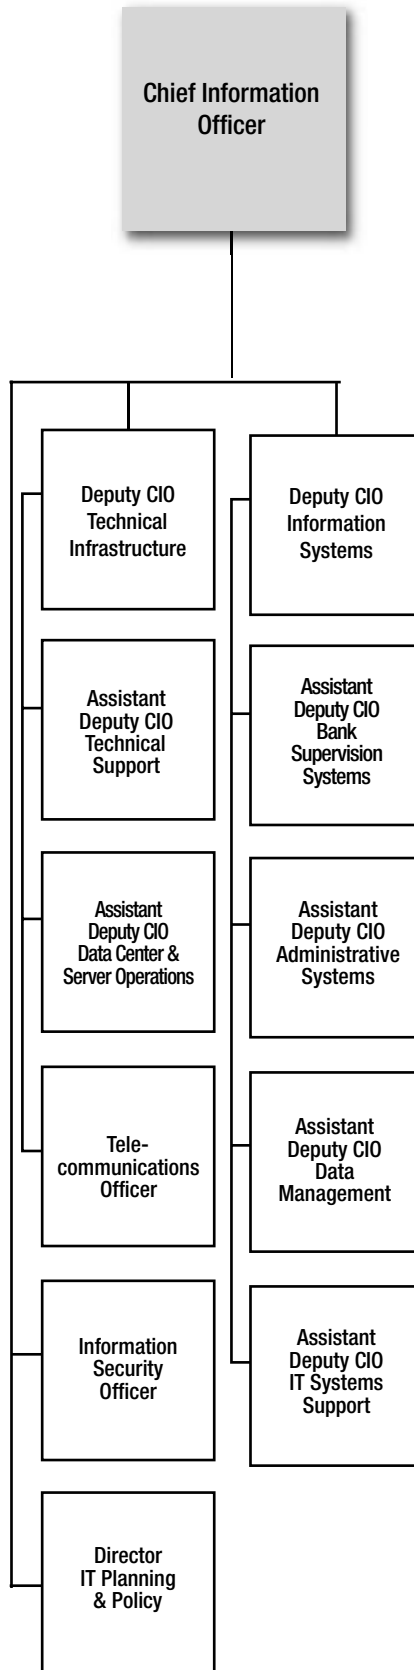 Chief Information
Officer
Deputy CIO
Technical
Infrastructure
Assistant
Deputy CIO
Technical
Support
Assistant
Deputy CIO
Data Center &
Server Operations
Tele-
communications
Officer
Information
Security
Officer
Director
IT Planning
& Policy
Deputy CIO
Information
Systems
Assistant
Deputy CIO
Bank
Supervision
Systems
Assistant
Deputy CIO
Administrative
Systems
Assistant
Deputy CIO
Data
Management
Assistant
Deputy CIO
IT Systems
Support